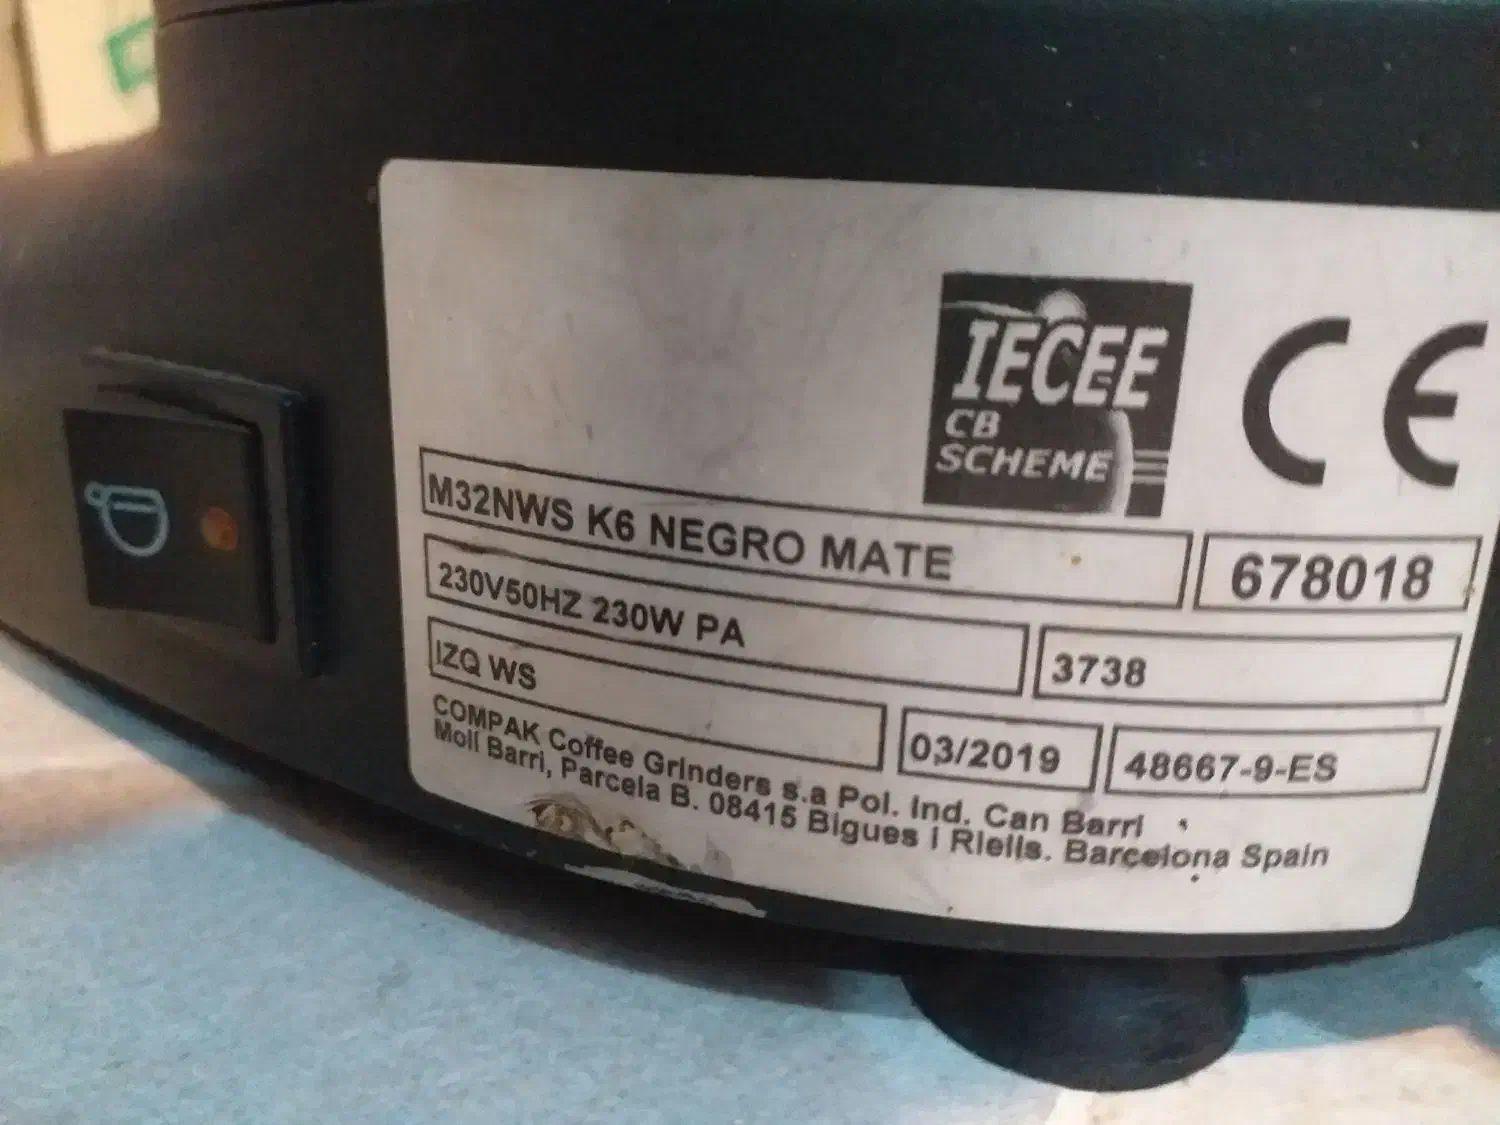 IECEE
CB
SCHEME
CE
M32NWS K6 NEGRO MATE
678018
230V50HZ 230W PA
3738
IZQ WS
03/2019
48667-9-ES
COMPAK Coffee Grinders s.a Pol. Ind. Can Barri
Moli Barri, Parcela B. 08415 Bigues i Riells. Barcelona Spain